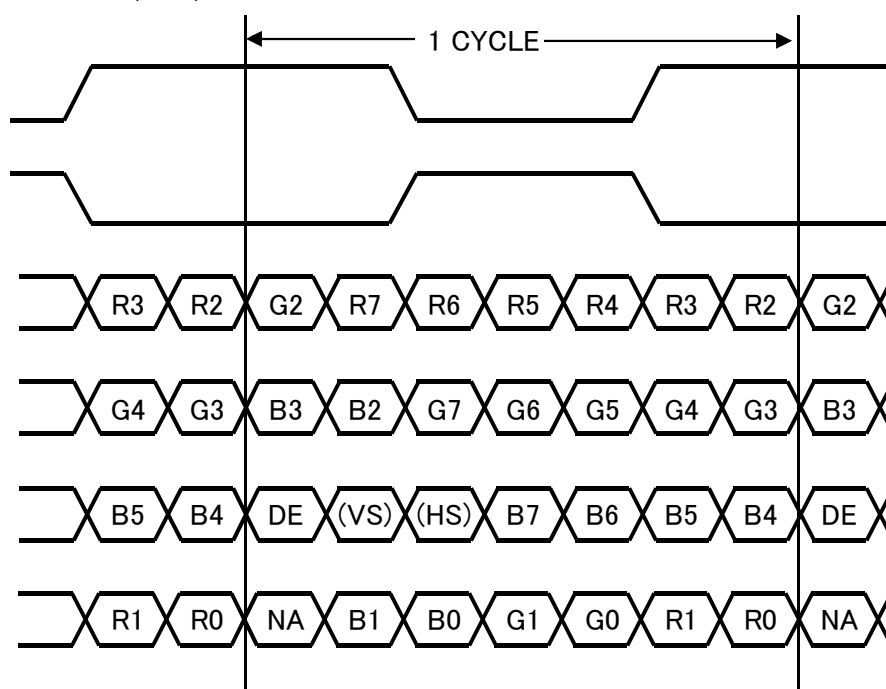 1 CYCLE
R3 R2 G2 R7 R6 R5 R4 R3 R2 G2
G4 G3 B3 B2 G7 G6 G5 G4 G3 B3
B5 B4 DE (VS) (HS) B7 B6 B5 B4 DE
R1 R0 NA B1 B0 G1 G0 R1 R0 NA